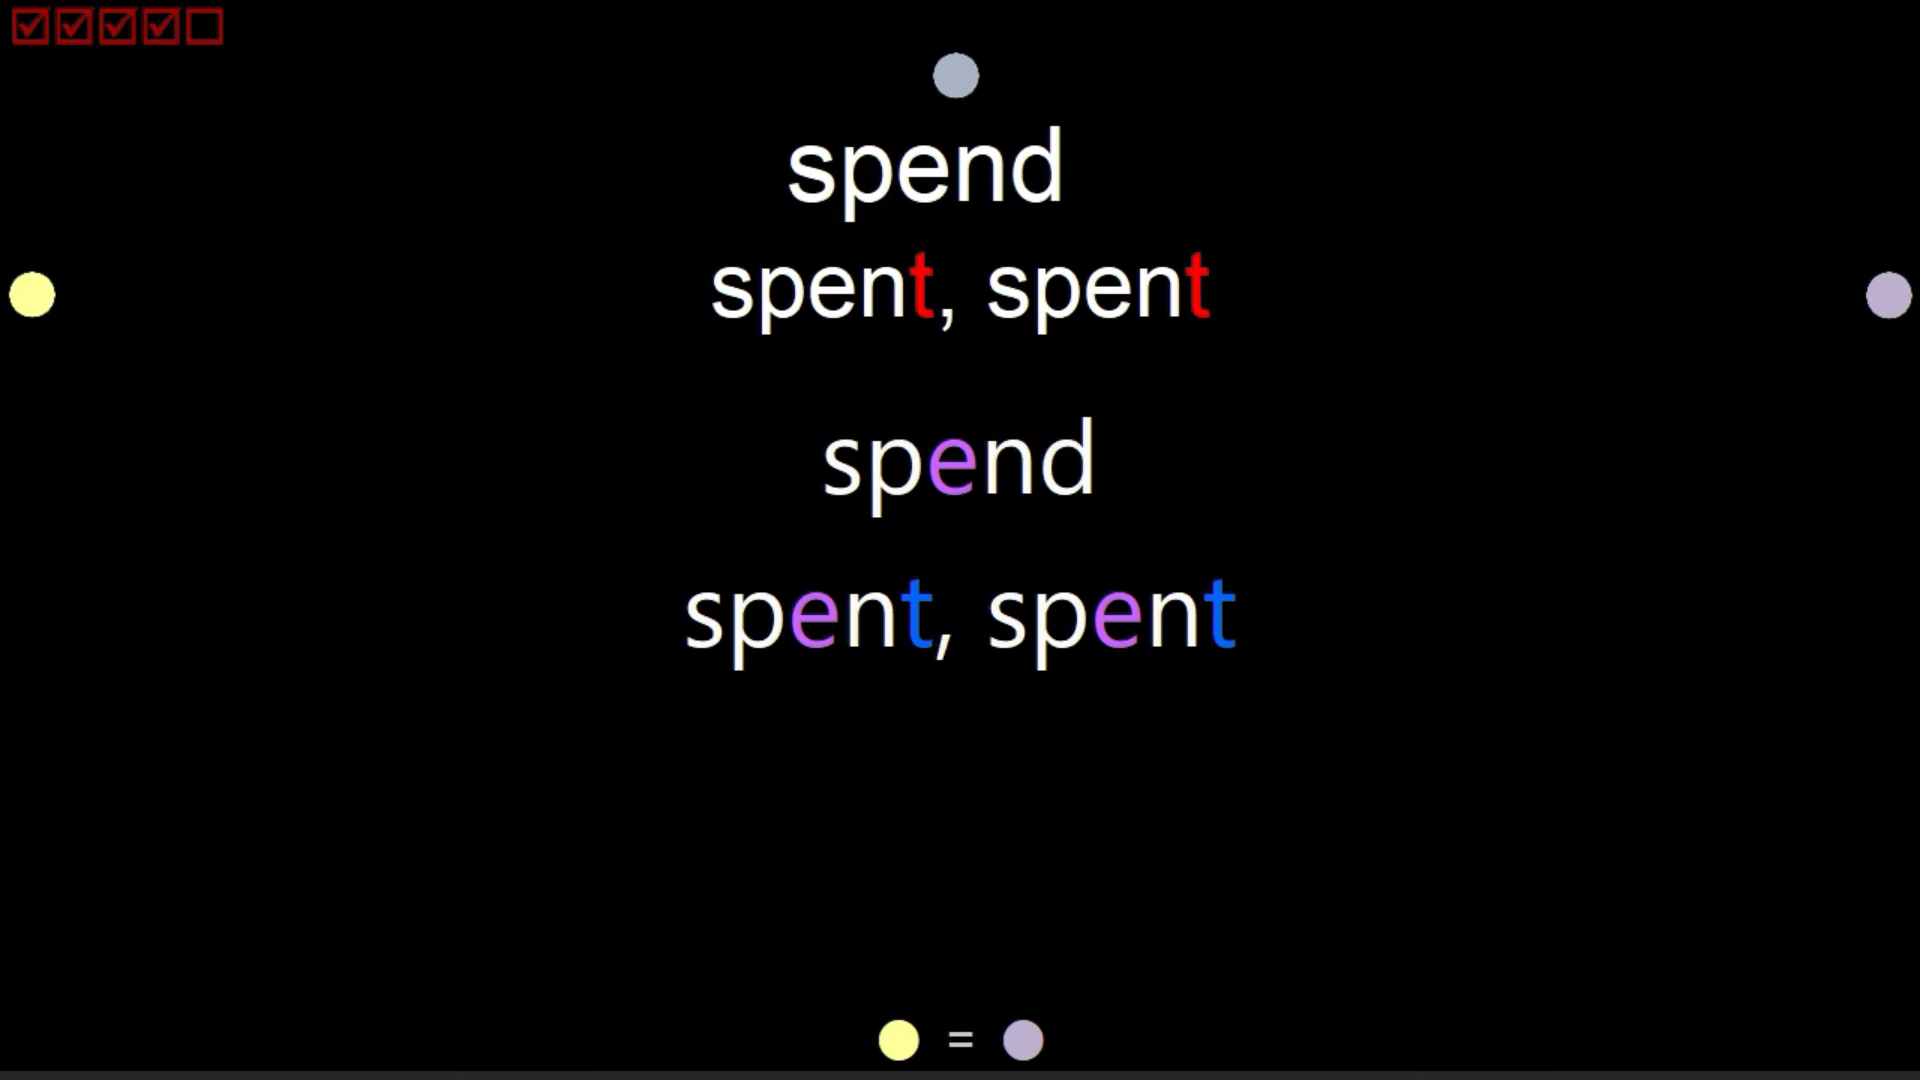 ☑☑☑☑☐
spend
spent, spent
spend
spent, spent
=